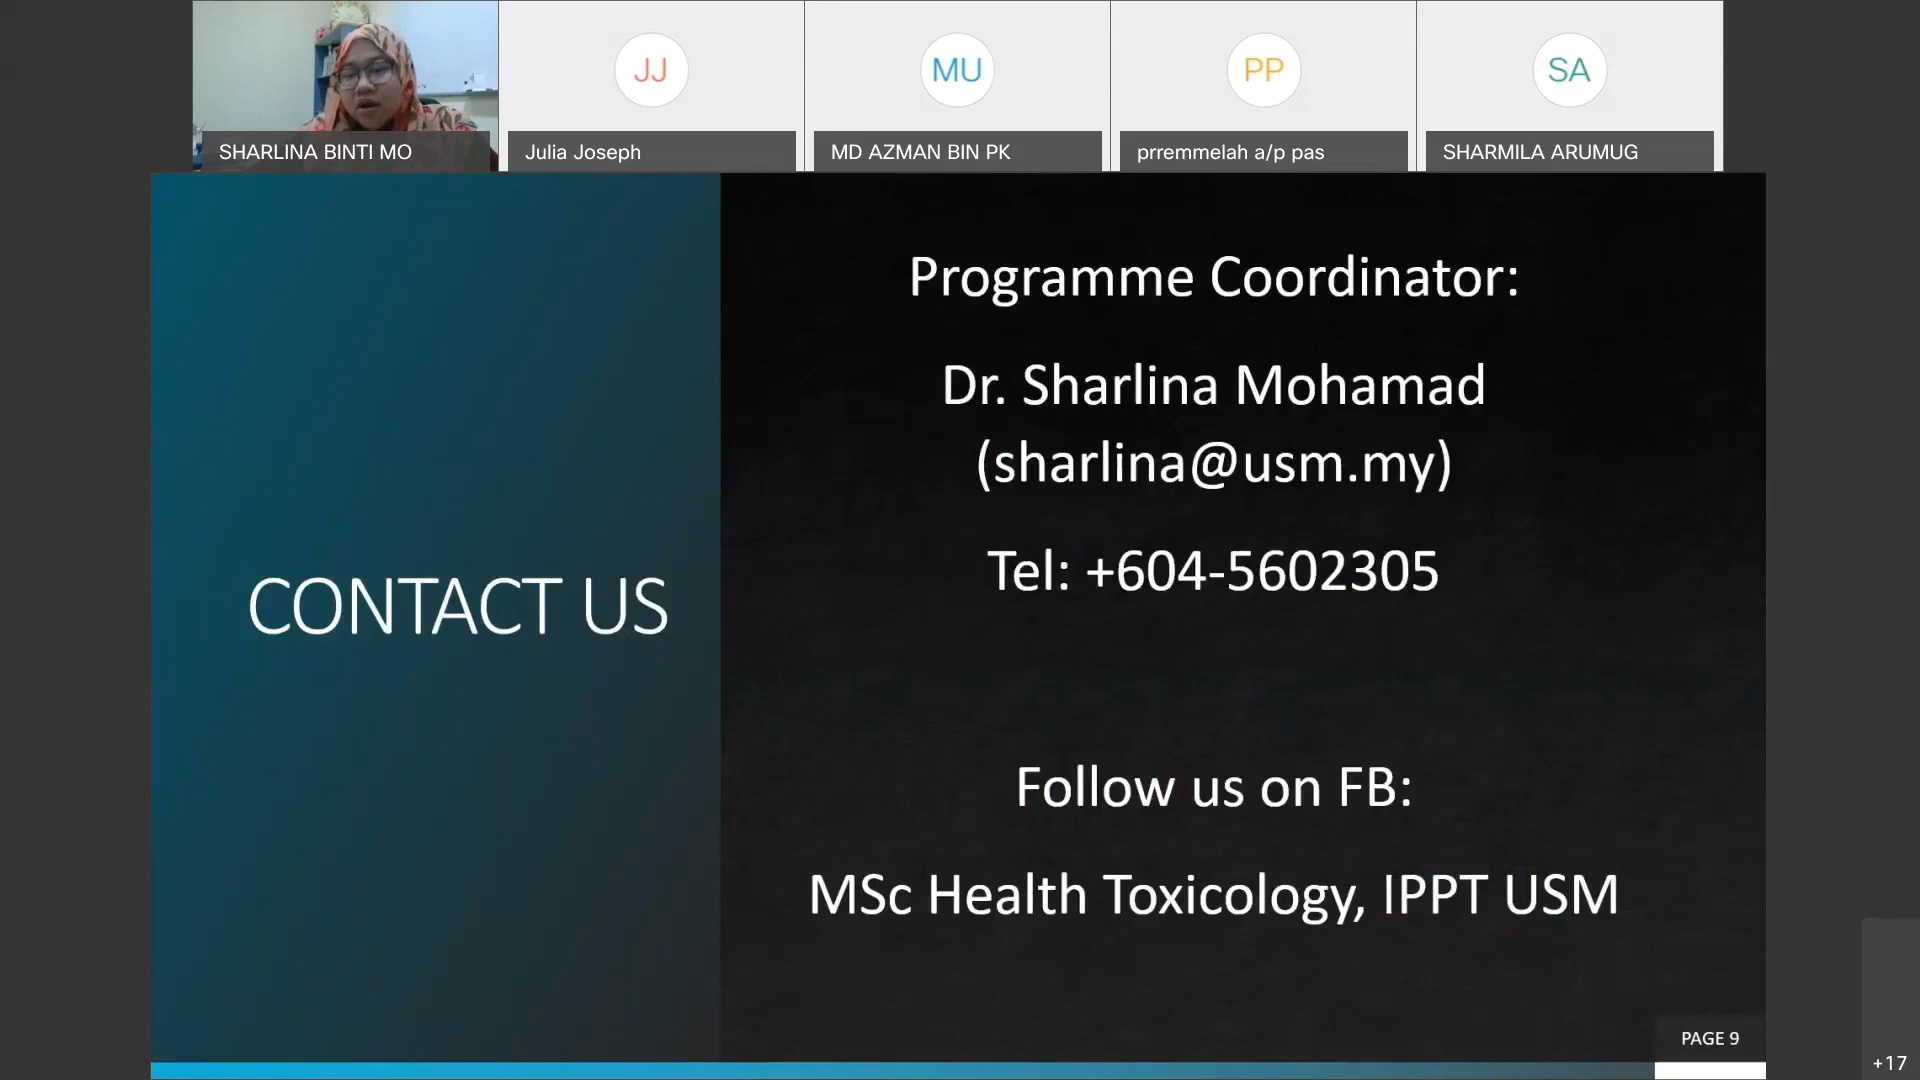 JJ
MU
PP
SA
SHARLINA BINTI MO
Julia Joseph
MD AZMAN BIN PK
prremmelah a/p pas
SHARMILA ARUMUG
CONTACT US
Programme Coordinator:
Dr. Sharlina Mohamad
(sharlina@usm.my)
Tel: +604-5602305
Follow us on FB:
MSc Health Toxicology, IPPT USM
PAGE 9
+17